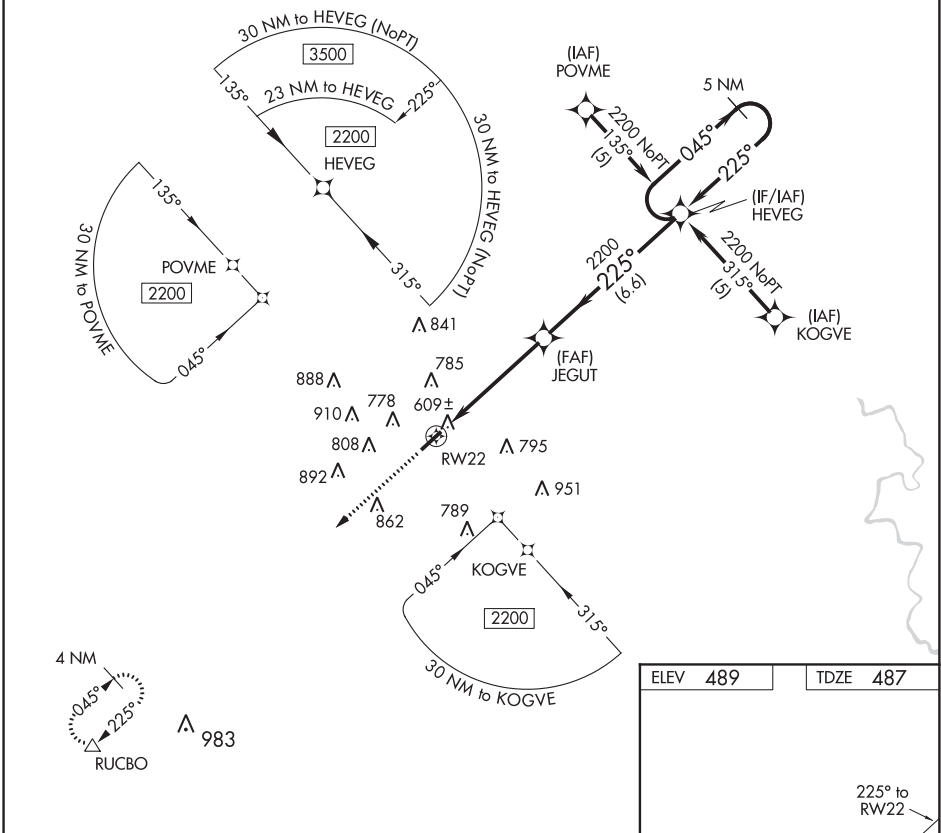 30 NM to HEVEG (NoPT)
3500
135°
23 NM to HEVEG
225°
2200
HEVEG
30 NM to HEVEG (NoPT)
315°
135°
POVME
2200
30 NM to POVME
045°
(IAF)
POVME
5 NM
2200 NoPT
135°
(5)
045°
225°
(IF/IAF)
HEVEG
2200 NoPT
315°
(5)
(IAF)
KOGVE
2200
225°
(6.6)
(FAF)
JEGUT
841
785
888
910
778
609±
808
RW22
795
892
951
862
789
KOGVE
045°
2200
315°
30 NM to KOGVE
4 NM
045°
225°
RUCBO
983
ELEV 489
TDZE 487
225° to
RW22